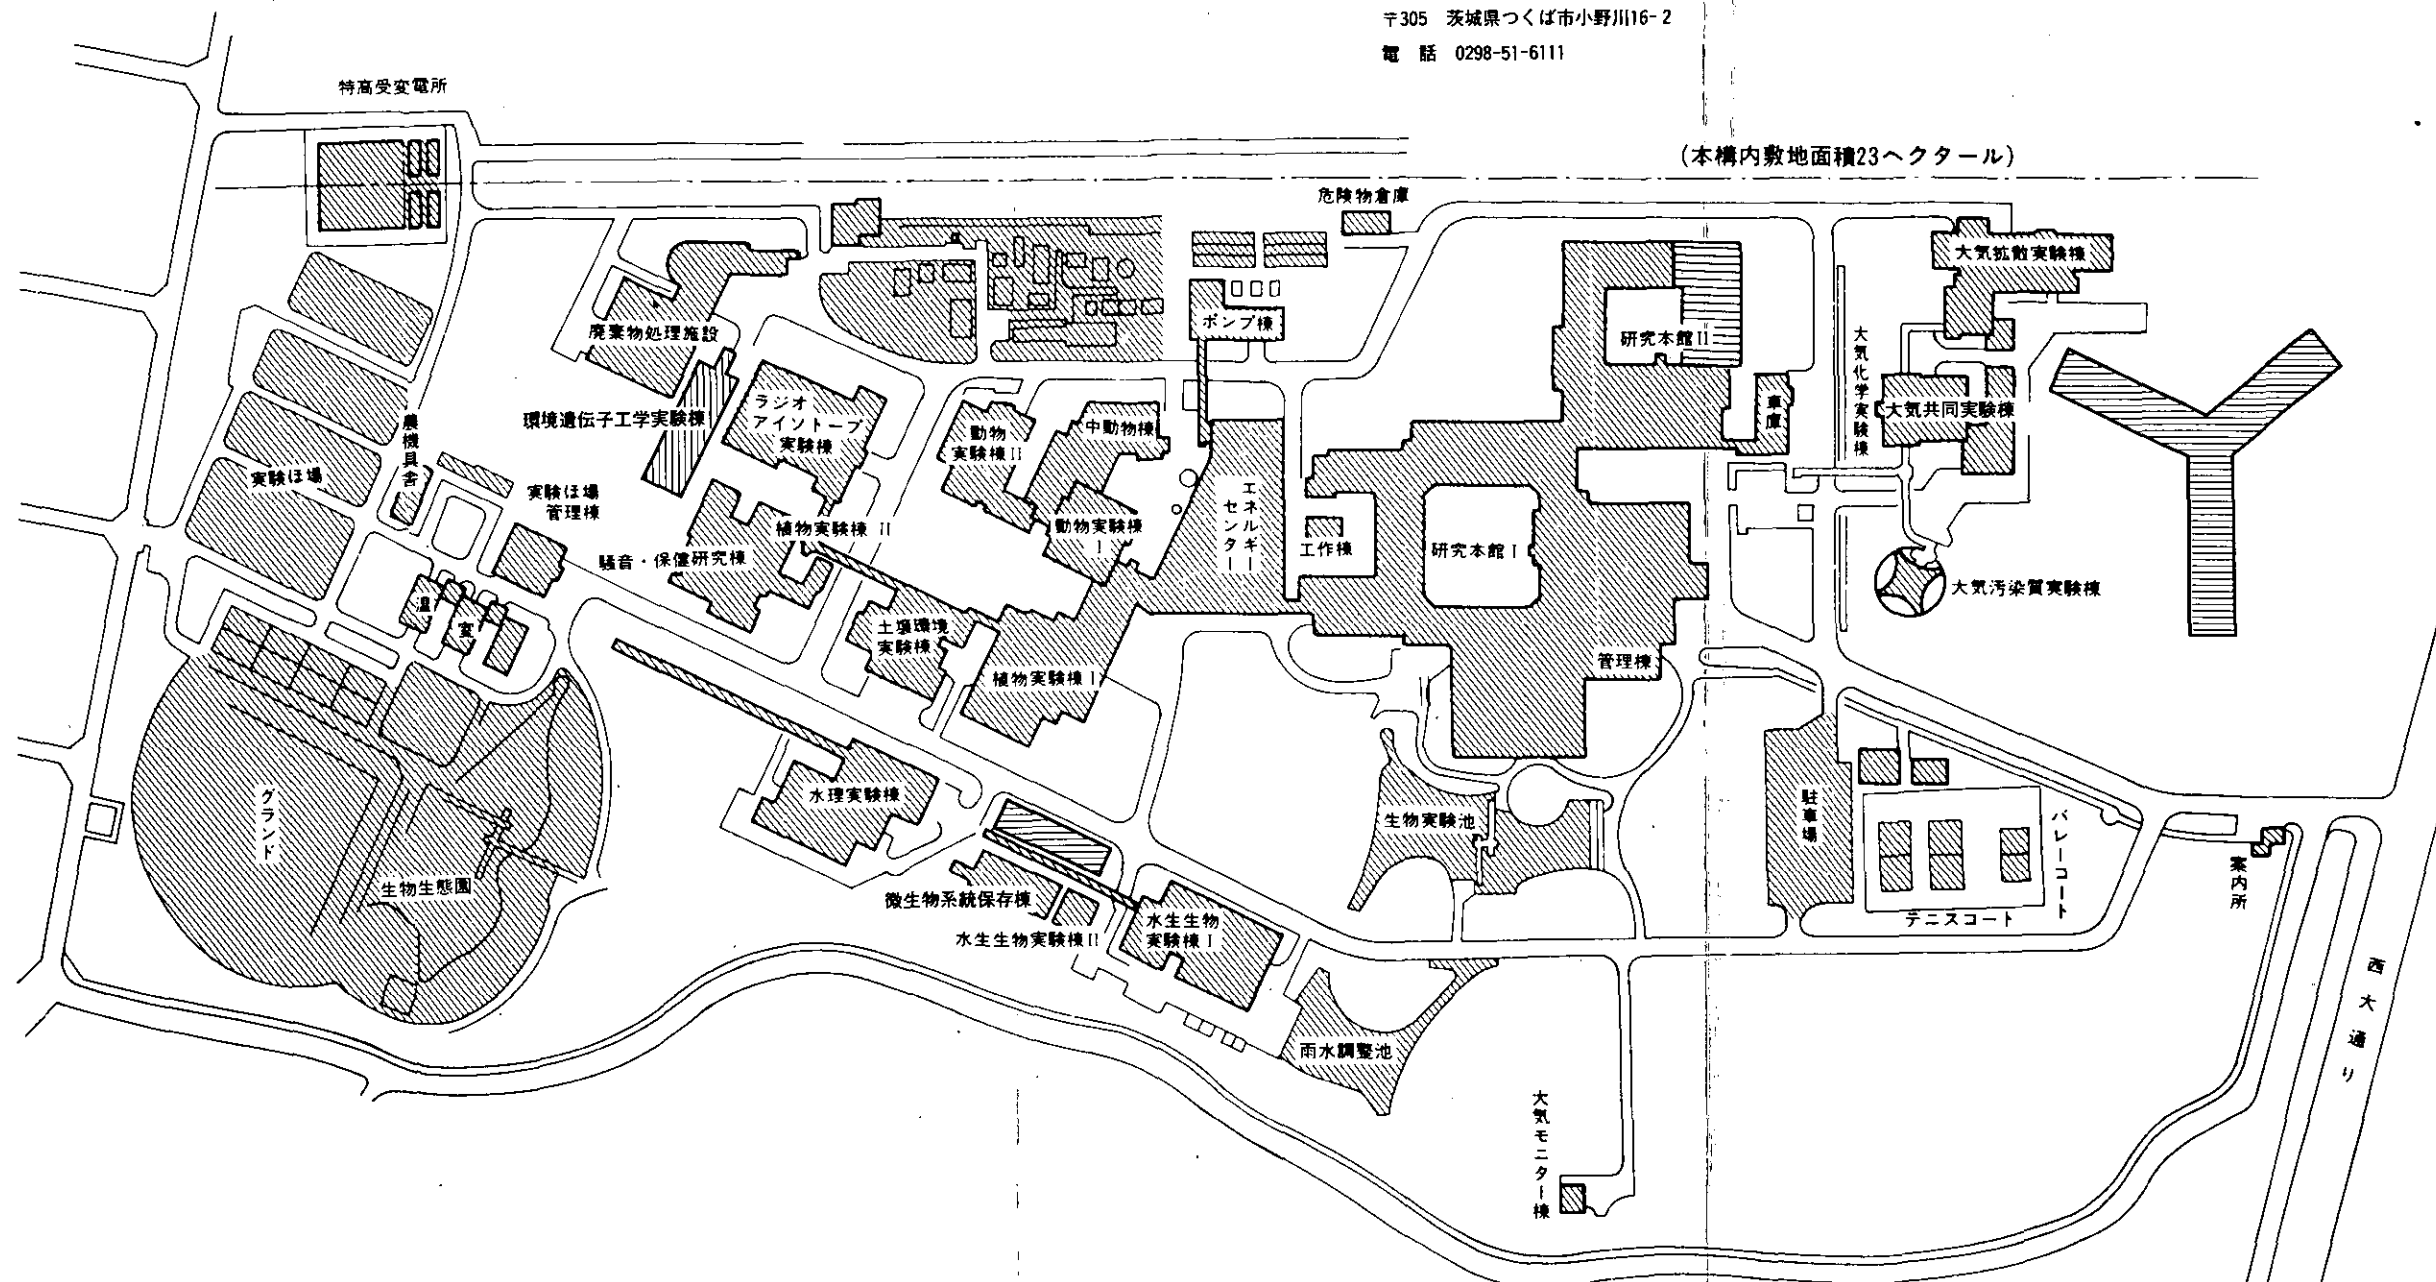 〒305 茨城県つくば市小野川16-2
電 話 0298-51-6111
特高受変電所
(本構内敷地面積23ヘクタール)
危険物倉庫
大気拡散実験棟
ポンプ棟
廃棄物処理施設
研究本館II
大気化学実験棟
環境遺伝子工学実験棟
ラジオ
アイソトープ
実験棟
車庫
大気共同実験棟
農機具舎
動物
実験棟II
中動物棟
実験ほ場
実験ほ場
管理棟
エネルギー
センター
植物実験棟 II
動物実験棟
I
工作棟
研究本館I
騒音・保健研究棟
大気汚染質実験棟
温
室
土壌環境
実験棟
植物実験棟I
管理棟
グランド
水理実験棟
生物実験池
駐車場
バレーコート
生物生態園
案内所
微生物系統保存棟
テニスコート
水生生物実験棟II
水生生物
実験棟I
西大通り
雨水調整池
大気モニター棟